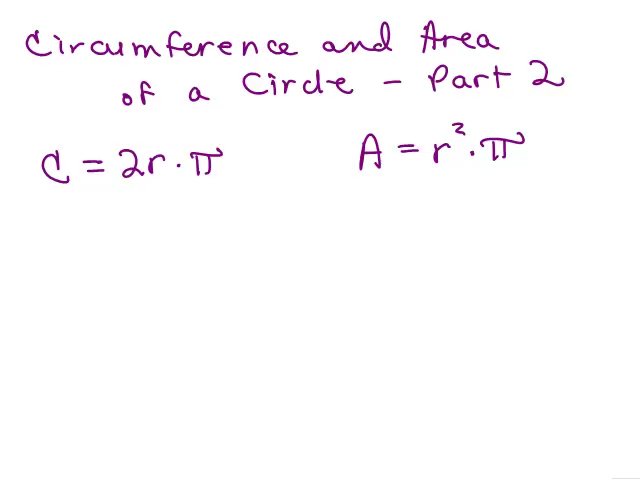 Circumference and Area
of a Circle - Part 2
C = 2r · π A = r² · π